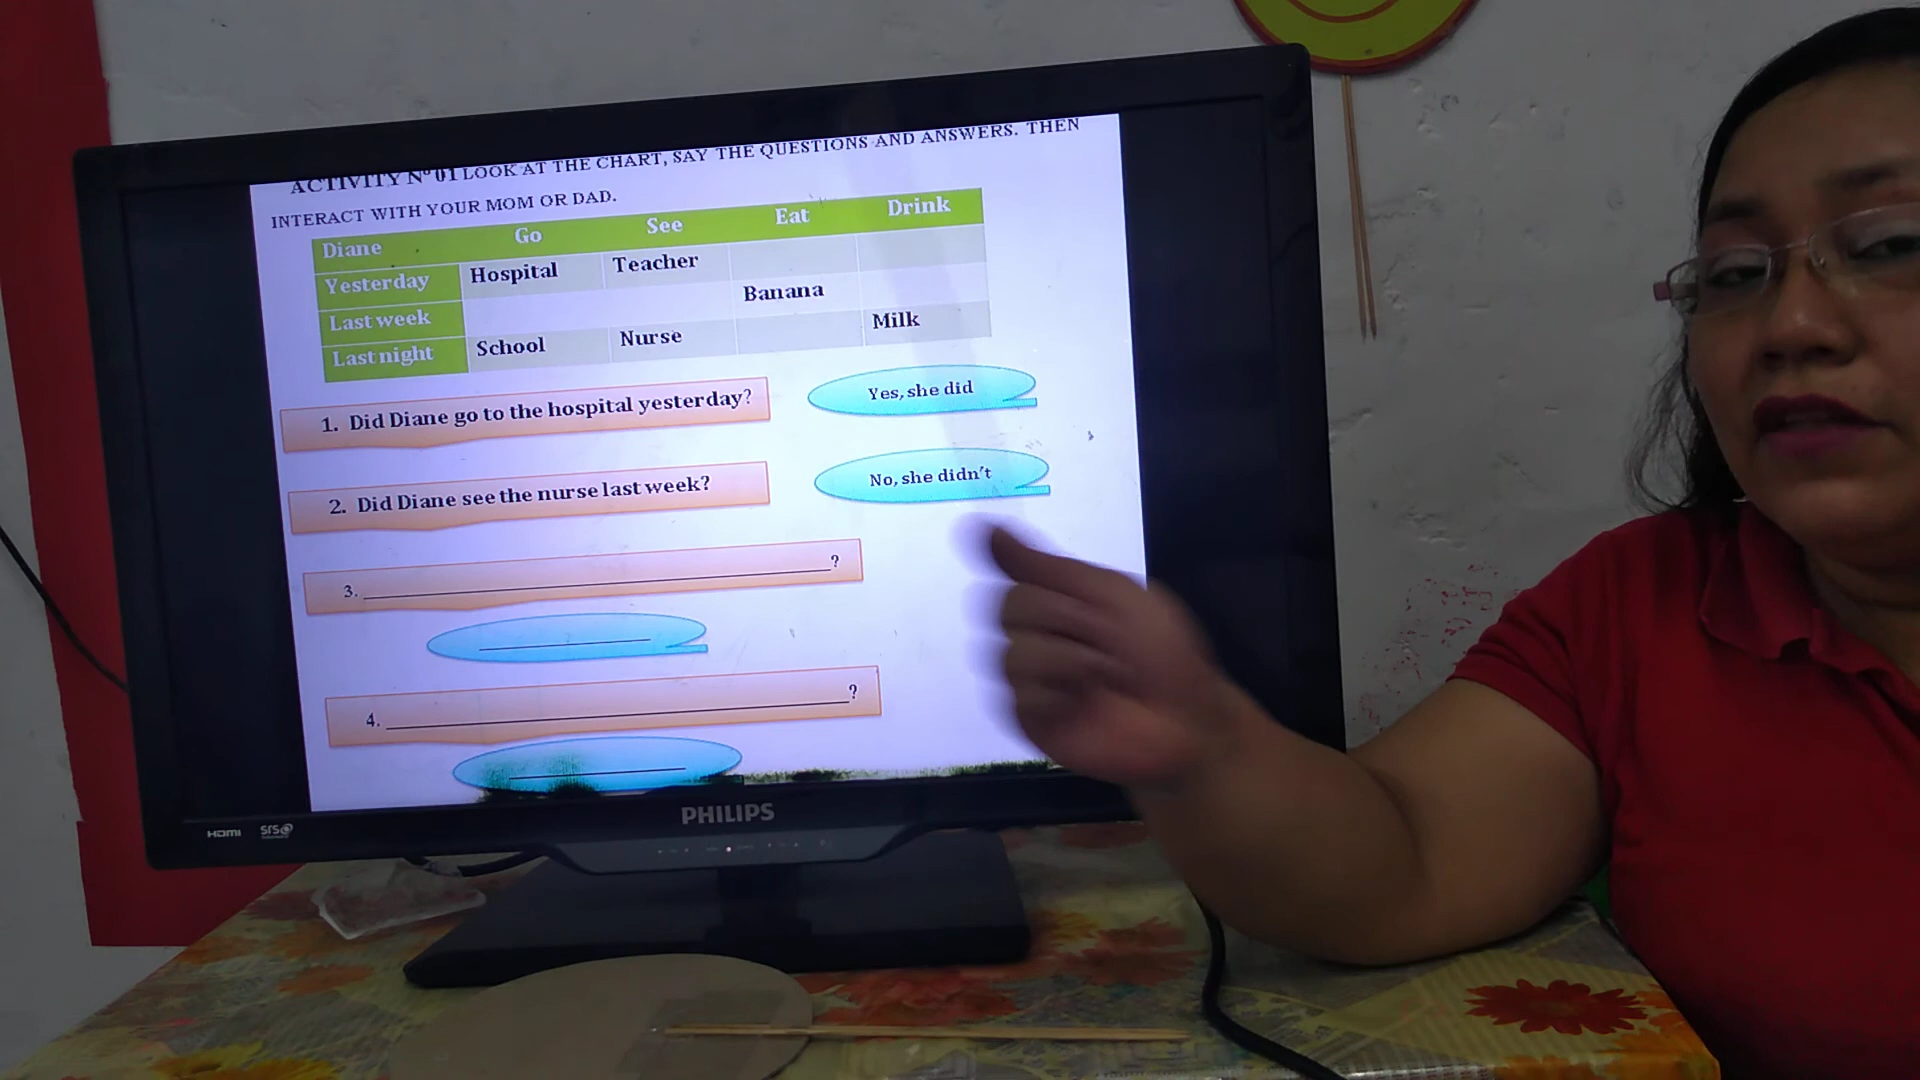 ACTIVITY Nº 01 LOOK AT THE CHART, SAY THE QUESTIONS AND ANSWERS. THEN
INTERACT WITH YOUR MOM OR DAD.
Diane Go See Eat Drink
Yesterday Hospital Teacher
Last week Banana
Last night School Nurse Milk
1. Did Diane go to the hospital yesterday?
Yes, she did
2. Did Diane see the nurse last week?
No, she didn't
3. ?
4. ?
PHILIPS
HDMI SRS